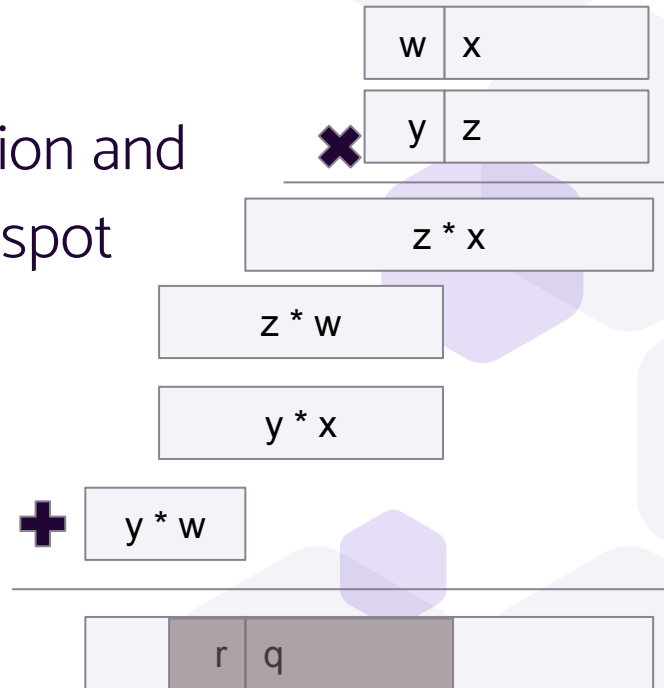 w x
ion and
y z
spot
z * x
z * w
y * x
y * w
r q